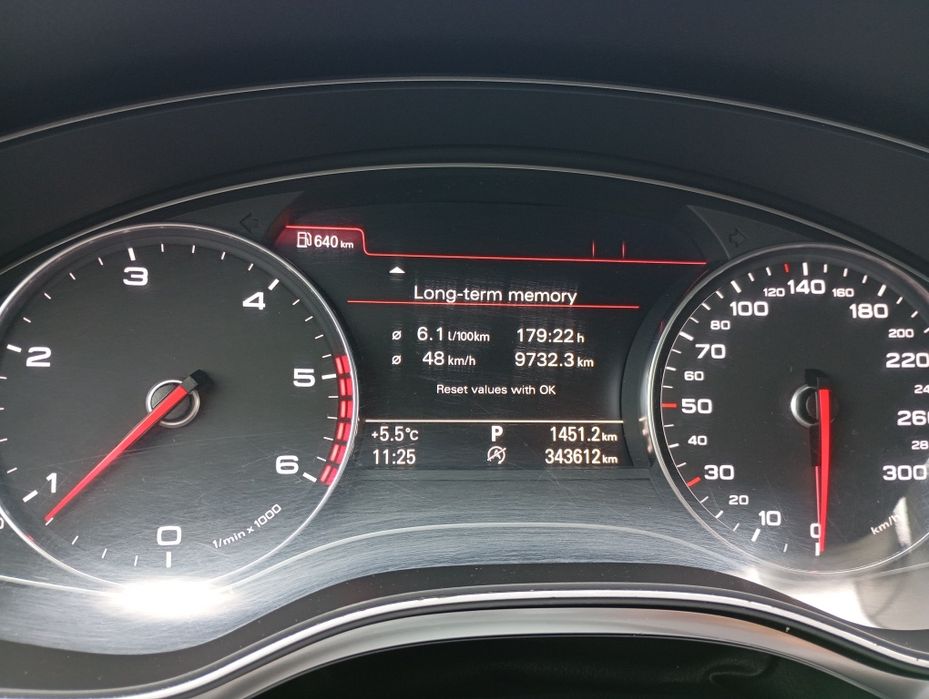 640 km
Long-term memory
ø 6.1 l/100km 179:22 h
ø 48 km/h 9732.3 km
Reset values with OK
+5.5°C P 1451.2 km
11:25 343612 km
0
1
2
3
4
5
6
1/min x 1000
0
10
20
30
40
50
60
70
80
100
120
140
160
180
200
220
260
300
km/h